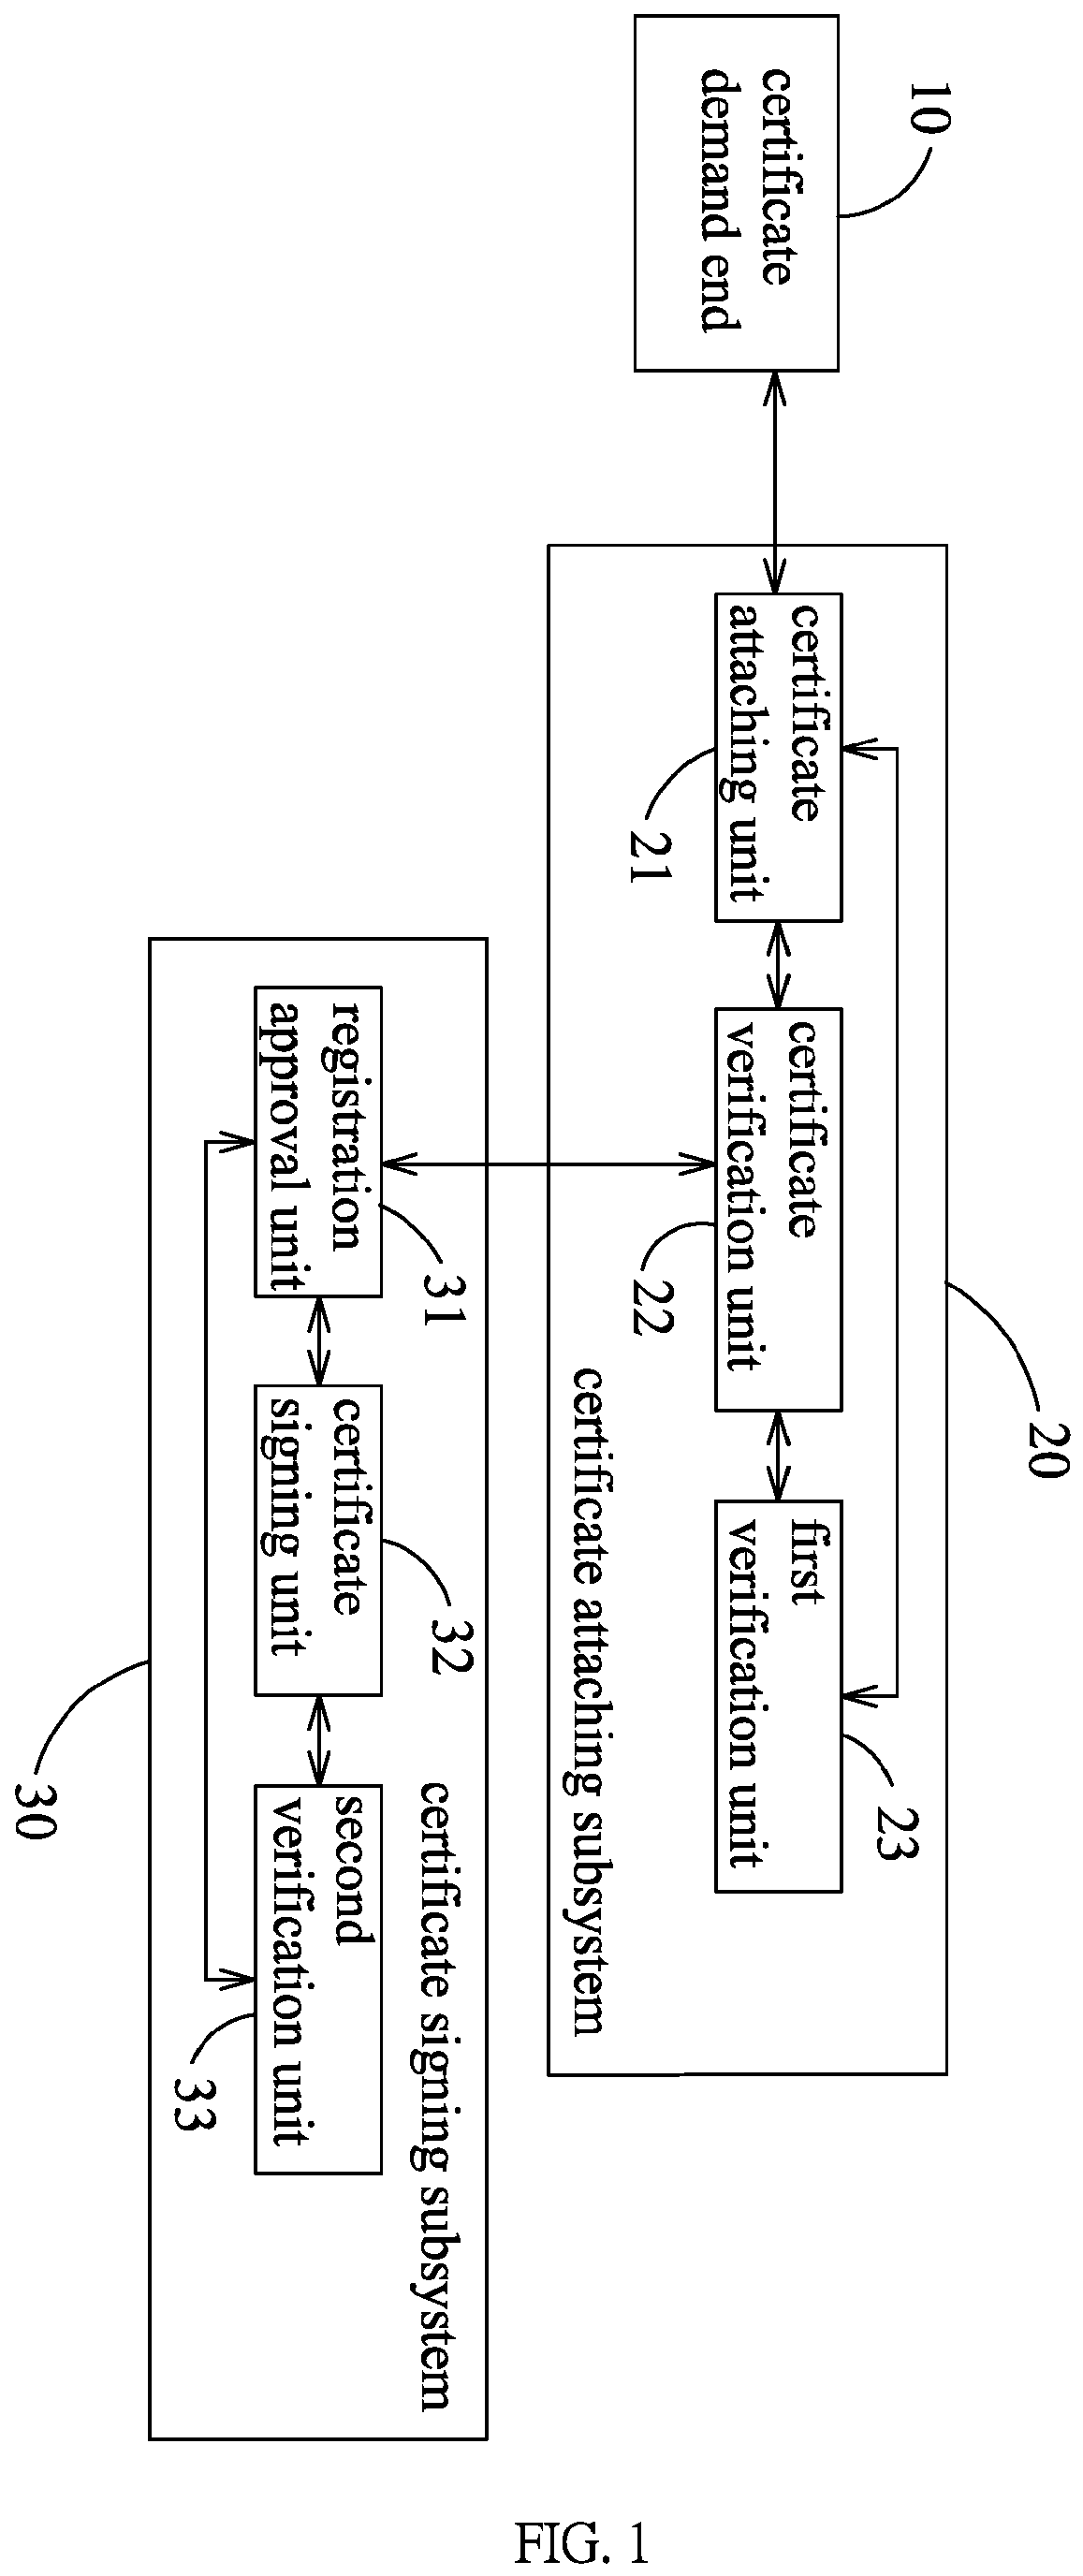 10
certificate
demand end
20
certificate
attaching unit
21
certificate
verification unit
22
first
verification unit
23
certificate attaching subsystem
certificate signing subsystem
registration
approval unit
31
certificate
signing unit
32
second
verification unit
33
30
FIG. 1